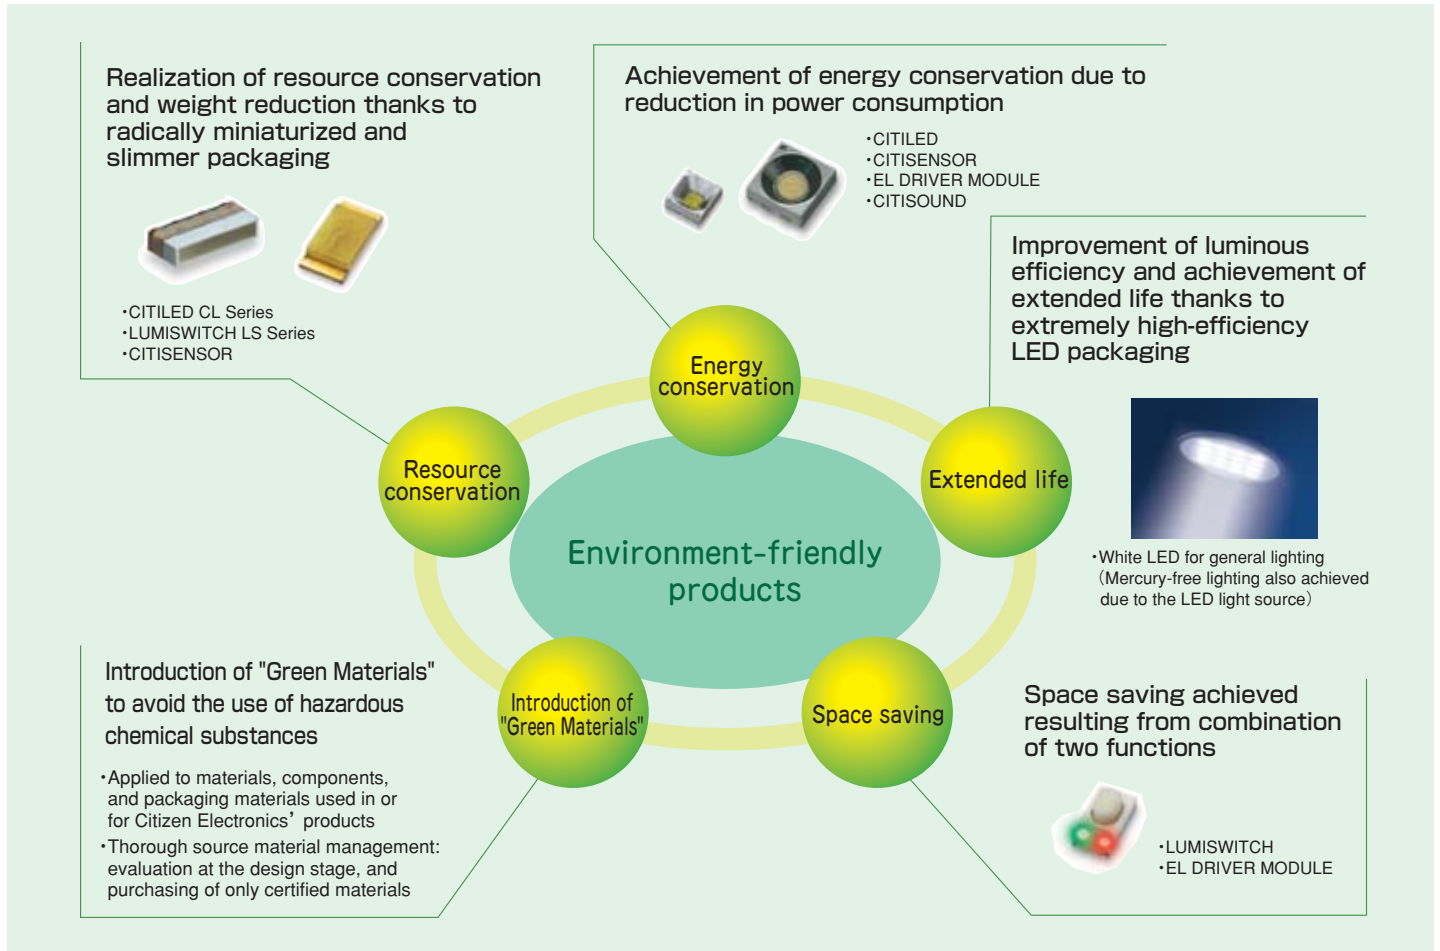 Realization of resource conservation
and weight reduction thanks to
radically miniaturized and
slimmer packaging
・CITILED CL Series
・LUMISWITCH LS Series
・CITISENSOR
Achievement of energy conservation due to
reduction in power consumption
・CITILED
・CITISENSOR
・EL DRIVER MODULE
・CITISOUND
Improvement of luminous
efficiency and achievement of
extended life thanks to
extremely high-efficiency
LED packaging
・White LED for general lighting
（Mercury-free lighting also achieved
due to the LED light source）
Energy
conservation
Resource
conservation
Extended life
Environment-friendly
products
Introduction of
"Green Materials"
Space saving
Introduction of "Green Materials"
to avoid the use of hazardous
chemical substances
・Applied to materials, components,
and packaging materials used in or
for Citizen Electronics’ products
・Thorough source material management:
evaluation at the design stage, and
purchasing of only certified materials
Space saving achieved
resulting from combination
of two functions
・LUMISWITCH
・EL DRIVER MODULE